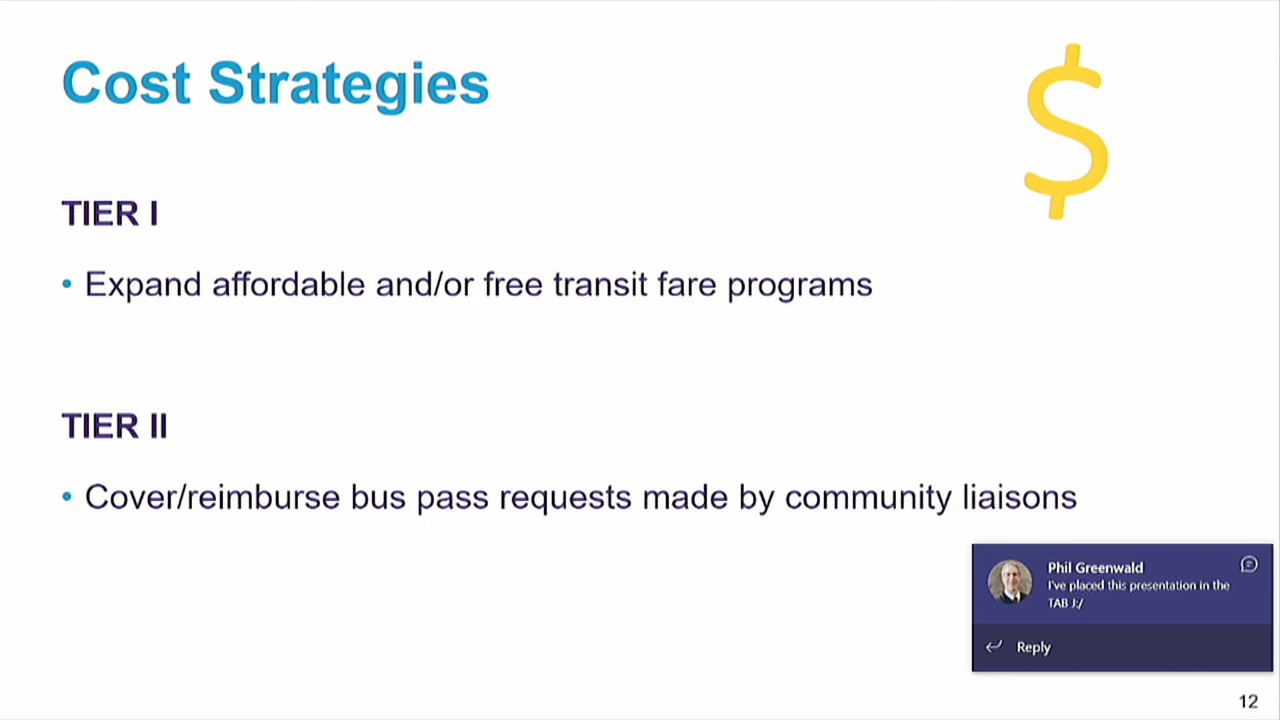 Cost Strategies
$
TIER I
• Expand affordable and/or free transit fare programs
TIER II
• Cover/reimburse bus pass requests made by community liaisons
Phil Greenwald
I've placed this presentation in the
TAB J:/
Reply
12